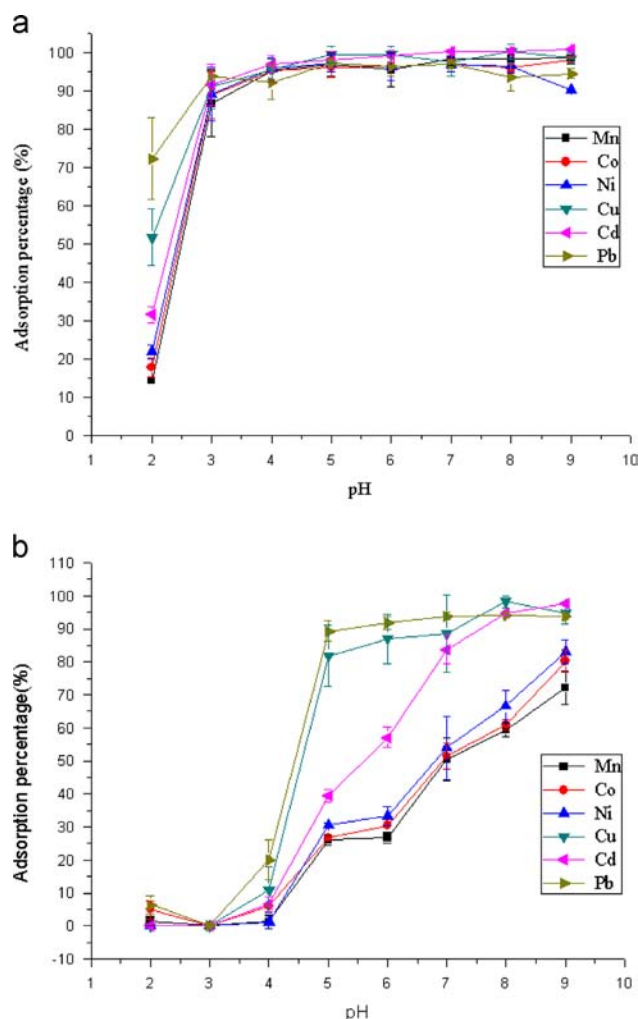 a
Adsorption percentage (%)
100
90
80
70
60
50
40
30
20
10
0
Mn
Co
Ni
Cu
Cd
Pb
1 2 3 4 5 6 7 8 9 10
pH
b
Adsorption percentage(%)
110
100
90
80
70
60
50
40
30
20
10
0
-10
Mn
Co
Ni
Cu
Cd
Pb
1 2 3 4 5 6 7 8 9 10
pH